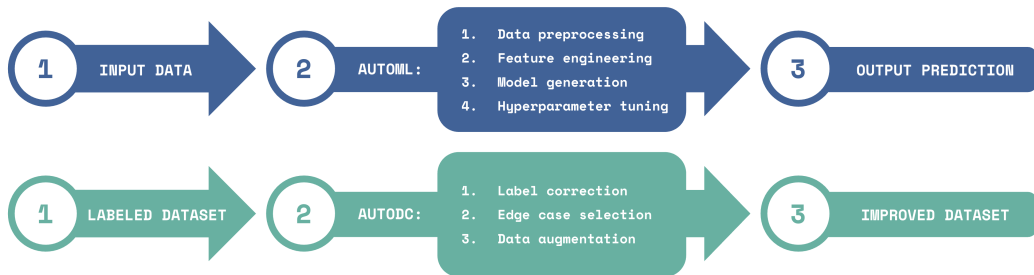 1 INPUT DATA
2 AUTOML:
1. Data preprocessing
2. Feature engineering
3. Model generation
4. Hyperparameter tuning
3 OUTPUT PREDICTION
1 LABELED DATASET
2 AUTODC:
1. Label correction
2. Edge case selection
3. Data augmentation
3 IMPROVED DATASET